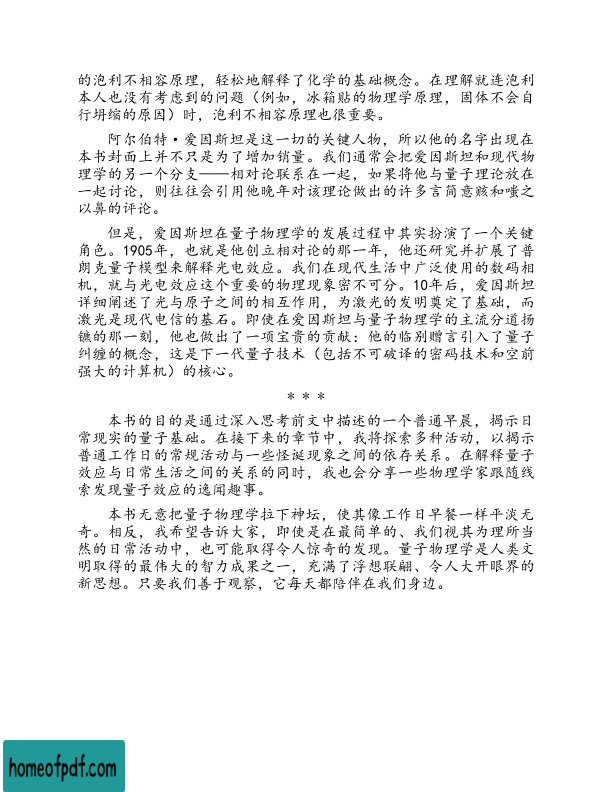 的泡利不相容原理，轻松地解释了化学的基础概念。在理解就连泡利
本人也没有考虑到的问题（例如，冰箱贴的物理学原理，固体不会自
行坍缩的原因）时，泡利不相容原理也很重要。
阿尔伯特·爱因斯坦是这一切的关键人物，所以他的名字出现在
本书封面上并不只是为了增加销量。我们通常会把爱因斯坦和现代物
理学的另一个分支——相对论联系在一起，如果将他与量子理论放在
一起讨论，则往往会引用他晚年对该理论做出的许多言简意赅和嗤之
以鼻的评论。
但是，爱因斯坦在量子物理学的发展过程中其实扮演了一个关键
角色。1905年，也就是他创立相对论的那一年，他还研究并扩展了普
朗克量子模型来解释光电效应。我们在现代生活中广泛使用的数码相
机，就与光电效应这个重要的物理现象密不可分。10年后，爱因斯坦
详细阐述了光与原子之间的相互作用，为激光的发明奠定了基础，而
激光是现代电信的基石。即使在爱因斯坦与量子物理学的主流分道扬
镳的那一刻，他也做出了一项宝贵的贡献：他的临别赠言引入了量子
纠缠的概念，这是下一代量子技术（包括不可破译的密码技术和空前
强大的计算机）的核心。
* * *
本书的目的是通过深入思考前文中描述的一个普通早晨，揭示日
常现实的量子基础。在接下来的章节中，我将探索多种活动，以揭示
普通工作日的常规活动与一些怪诞现象之间的依存关系。在解释量子
效应与日常生活之间的关系的同时，我也会分享一些物理学家跟随线
索发现量子效应的逸闻趣事。
本书无意把量子物理学拉下神坛，使其像工作日早餐一样平淡无
奇。相反，我希望告诉大家，即使是在最简单的、我们视其为理所当
然的日常活动中，也可能取得令人惊奇的发现。量子物理学是人类文
明取得的最伟大的智力成果之一，充满了浮想联翩、令人大开眼界的
新思想。只要我们善于观察，它每天都陪伴在我们身边。
homeofpdf.com